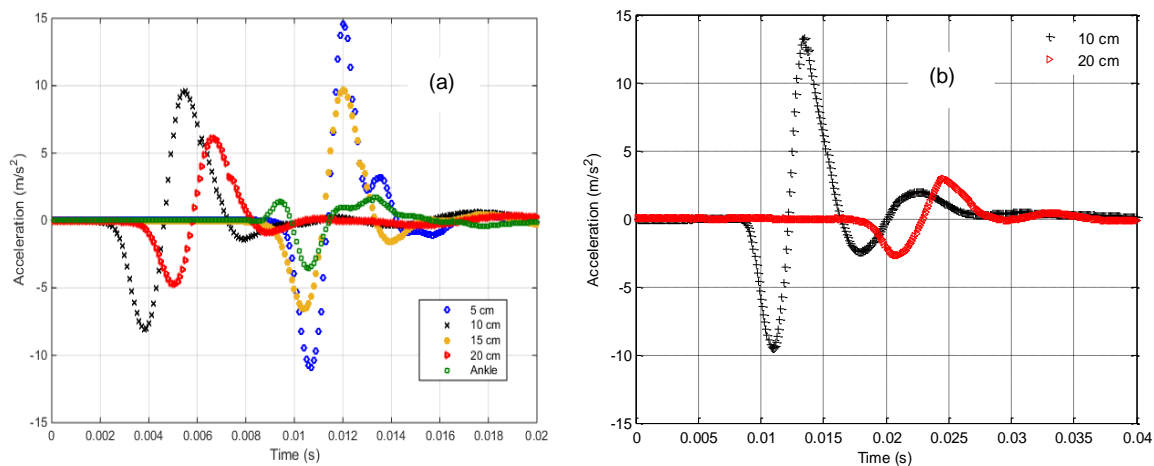 (a)
Acceleration (m/s²)
15
10
5
0
-5
-10
-15
5 cm
10 cm
15 cm
20 cm
Ankle
0 0.002 0.004 0.006 0.008 0.01 0.012 0.014 0.016 0.018 0.02
Time (s)
(b)
Acceleration (m/s²)
15
10
5
0
-5
-10
-15
10 cm
20 cm
0 0.005 0.01 0.015 0.02 0.025 0.03 0.035 0.04
Time (s)